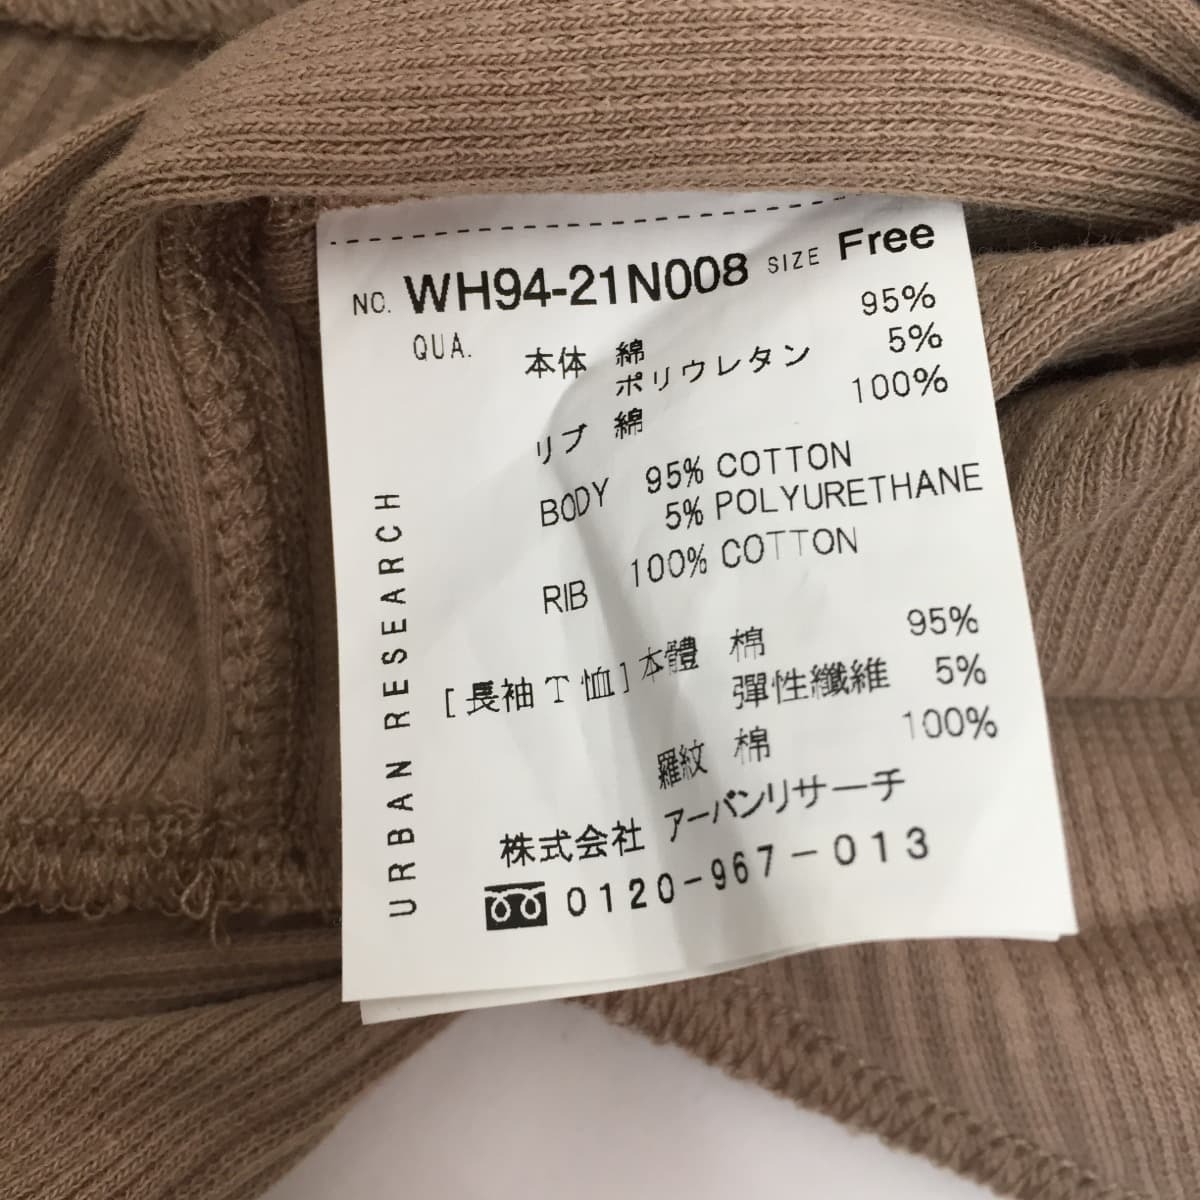 NO. WH94-21N008 SIZE Free
QUA. 本体 綿 95%
ポリウレタン 5%
リブ 綿 100%
BODY 95% COTTON
5% POLYURETHANE
RIB 100% COTTON
[長袖T恤] 本體 棉 95%
彈性纖維 5%
羅紋 棉 100%
株式会社 アーバンリサーチ
0120-967-013
URBAN RESEARCH